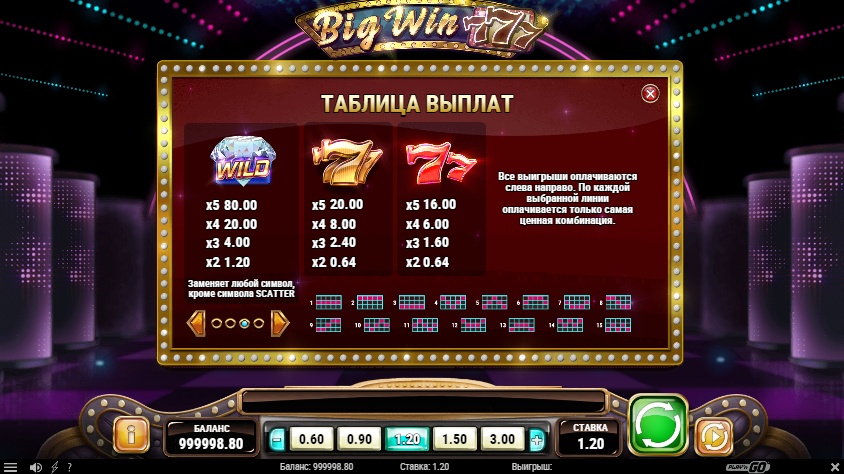 Big Win 777
ТАБЛИЦА ВЫПЛАТ
WILD
x5 80.00
x4 20.00
x3 4.00
x2 1.20
Заменяет любой символ,
кроме символа SCATTER
777
x5 20.00
x4 8.00
x3 2.40
x2 0.64
777
x5 16.00
x4 6.00
x3 1.60
x2 0.64
Все выигрыши оплачиваются
слева направо. По каждой
выбранной линии
оплачивается только самая
ценная комбинация.
1 2 3 4 5 6 7 8
9 10 11 12 13 14 15
БАЛАНС
999998.80
- 0.60 0.90 1.20 1.50 3.00 +
СТАВКА
1.20
? Баланс: 999998.80 Ставка: 1.20 Выигрыш: PLAY'N GO